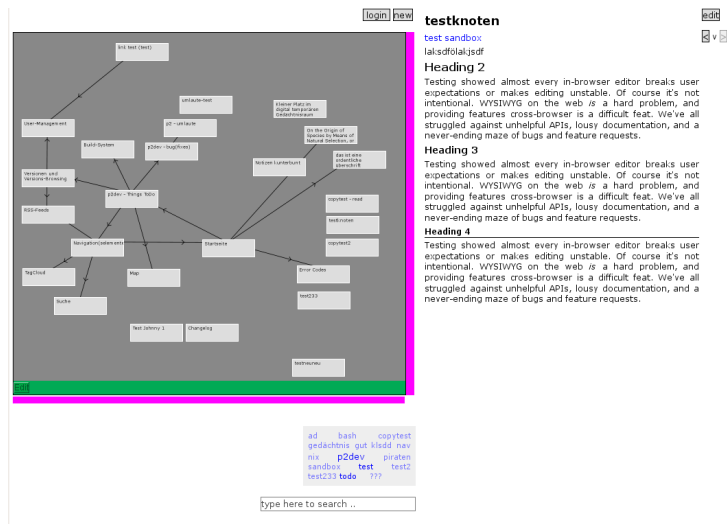 login new
link test (test)
umlaute-test
Kleiner Platz im
digital temporären
Gedächtnisraum
User-Management
p2 - umlaute
On the Origin of
Species by Means of
Natural Selection, or
Build-System
p2dev - bug(fixes)
das ist eine
ordentliche
überschrift
Notizen kunterbunt
Versionen und
Versions-Browsing
p2dev - Things ToDo
copytest - read
RSS-Feeds
testknoten
Navigation(selemente
Startseite
copytest2
TagCloud
Map
Error Codes
Suche
test233
Test Johnny 1
Changelog
testneuneu
Edit
ad bash copytest
gedächtnis gut klsdd nav
nix p2dev piraten
sandbox test test2
test233 todo ???
type here to search ..
testknoten
edit
test sandbox
< v >
lak:sdfölak;jsdf
Heading 2
Testing showed almost every in-browser editor breaks user
expectations or makes editing unstable. Of course it's not
intentional. WYSIWYG on the web is a hard problem, and
providing features cross-browser is a difficult feat. We've all
struggled against unhelpful APIs, lousy documentation, and a
never-ending maze of bugs and feature requests.
Heading 3
Testing showed almost every in-browser editor breaks user
expectations or makes editing unstable. Of course it's not
intentional. WYSIWYG on the web is a hard problem, and
providing features cross-browser is a difficult feat. We've all
struggled against unhelpful APIs, lousy documentation, and a
never-ending maze of bugs and feature requests.
Heading 4
Testing showed almost every in-browser editor breaks user
expectations or makes editing unstable. Of course it's not
intentional. WYSIWYG on the web is a hard problem, and
providing features cross-browser is a difficult feat. We've all
struggled against unhelpful APIs, lousy documentation, and a
never-ending maze of bugs and feature requests.